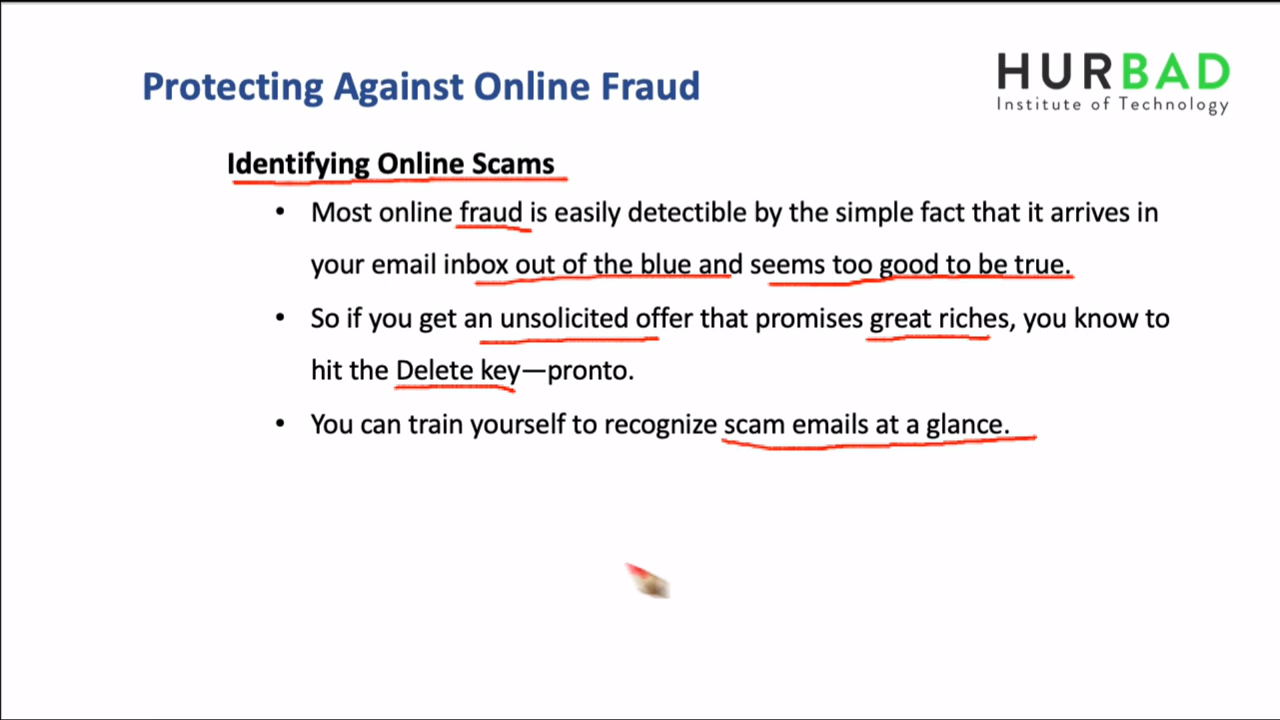 Protecting Against Online Fraud
HURBAD
Institute of Technology
Identifying Online Scams
• Most online fraud is easily detectible by the simple fact that it arrives in
your email inbox out of the blue and seems too good to be true.
• So if you get an unsolicited offer that promises great riches, you know to
hit the Delete key—pronto.
• You can train yourself to recognize scam emails at a glance.